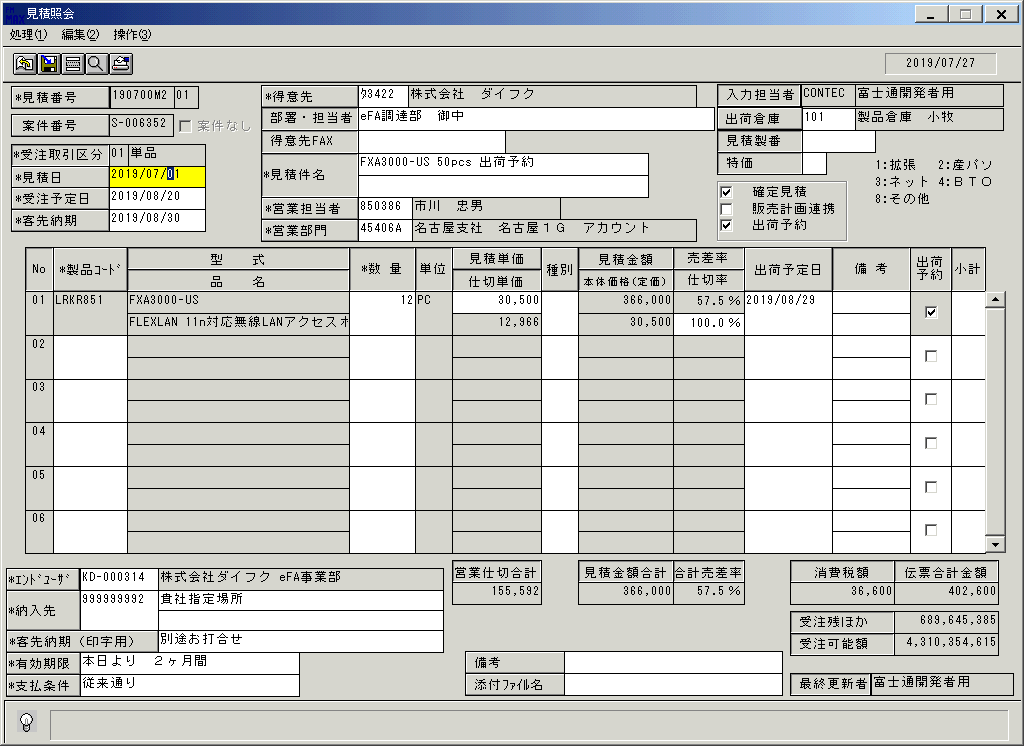 見積照会
処理(1) 編集(2) 操作(3)
2019/07/27
*見積番号 190700M2 01
案件番号 S-006352 案件なし
*受注取引区分 01 単品
*見積日 2019/07/01
*受注予定日 2019/08/20
*客先納期 2019/08/30
*得意先 ｸ3422 株式会社 ダイフク
部署・担当者 eFA調達部 御中
得意先FAX
*見積件名 FXA3000-US 50pcs 出荷予約
*営業担当者 850386 市川 忠男
*営業部門 45406A 名古屋支社 名古屋１Ｇ アカウント
入力担当者 CONTEC 富士通開発者用
出荷倉庫 101 製品倉庫 小牧
見積製番
特価
1:拡張 2:産パソ
3:ネット 4:ＢＴＯ
8:その他
確定見積
販売計画連携
出荷予約
No *製品ｺｰﾄﾞ 型 式 *数 量 単位 見積単価 種別 見積金額 売差率 出荷予定日 備 考 出荷予約 小計
品 名 仕切単価 本体価格(定価) 仕切率
01 LRKR851 FXA3000-US 12 PC 30,500 366,000 57.5 % 2019/08/29
FLEXLAN 11n対応無線LANアクセスポ 12,966 30,500 100.0 %
02
03
04
05
06
*ｴﾝﾄﾞﾕｰｻﾞ KD-000314 株式会社ダイフク eFA事業部
*納入先 999999992 貴社指定場所
*客先納期（印字用） 別途お打合せ
*有効期限 本日より ２ヶ月間
*支払条件 従来通り
営業仕切合計 見積金額合計 合計売差率
155,592 366,000 57.5 %
消費税額 伝票合計金額
36,600 402,600
受注残ほか 689,645,385
受注可能額 4,310,354,615
備考
添付ﾌｧｲﾙ名
最終更新者 富士通開発者用